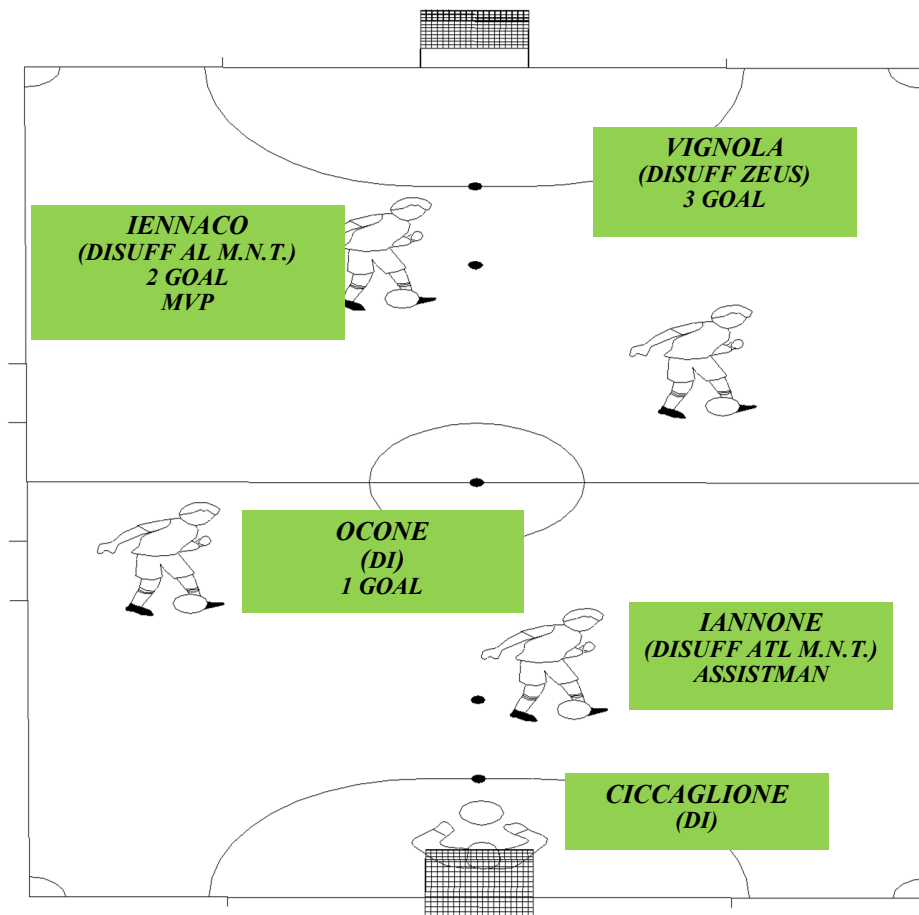 VIGNOLA
(DISUFF ZEUS)
3 GOAL
IENNACO
(DISUFF AL M.N.T.)
2 GOAL
MVP
OCONE
(DI)
1 GOAL
IANNONE
(DISUFF ATL M.N.T.)
ASSISTMAN
CICCAGLIONE
(DI)